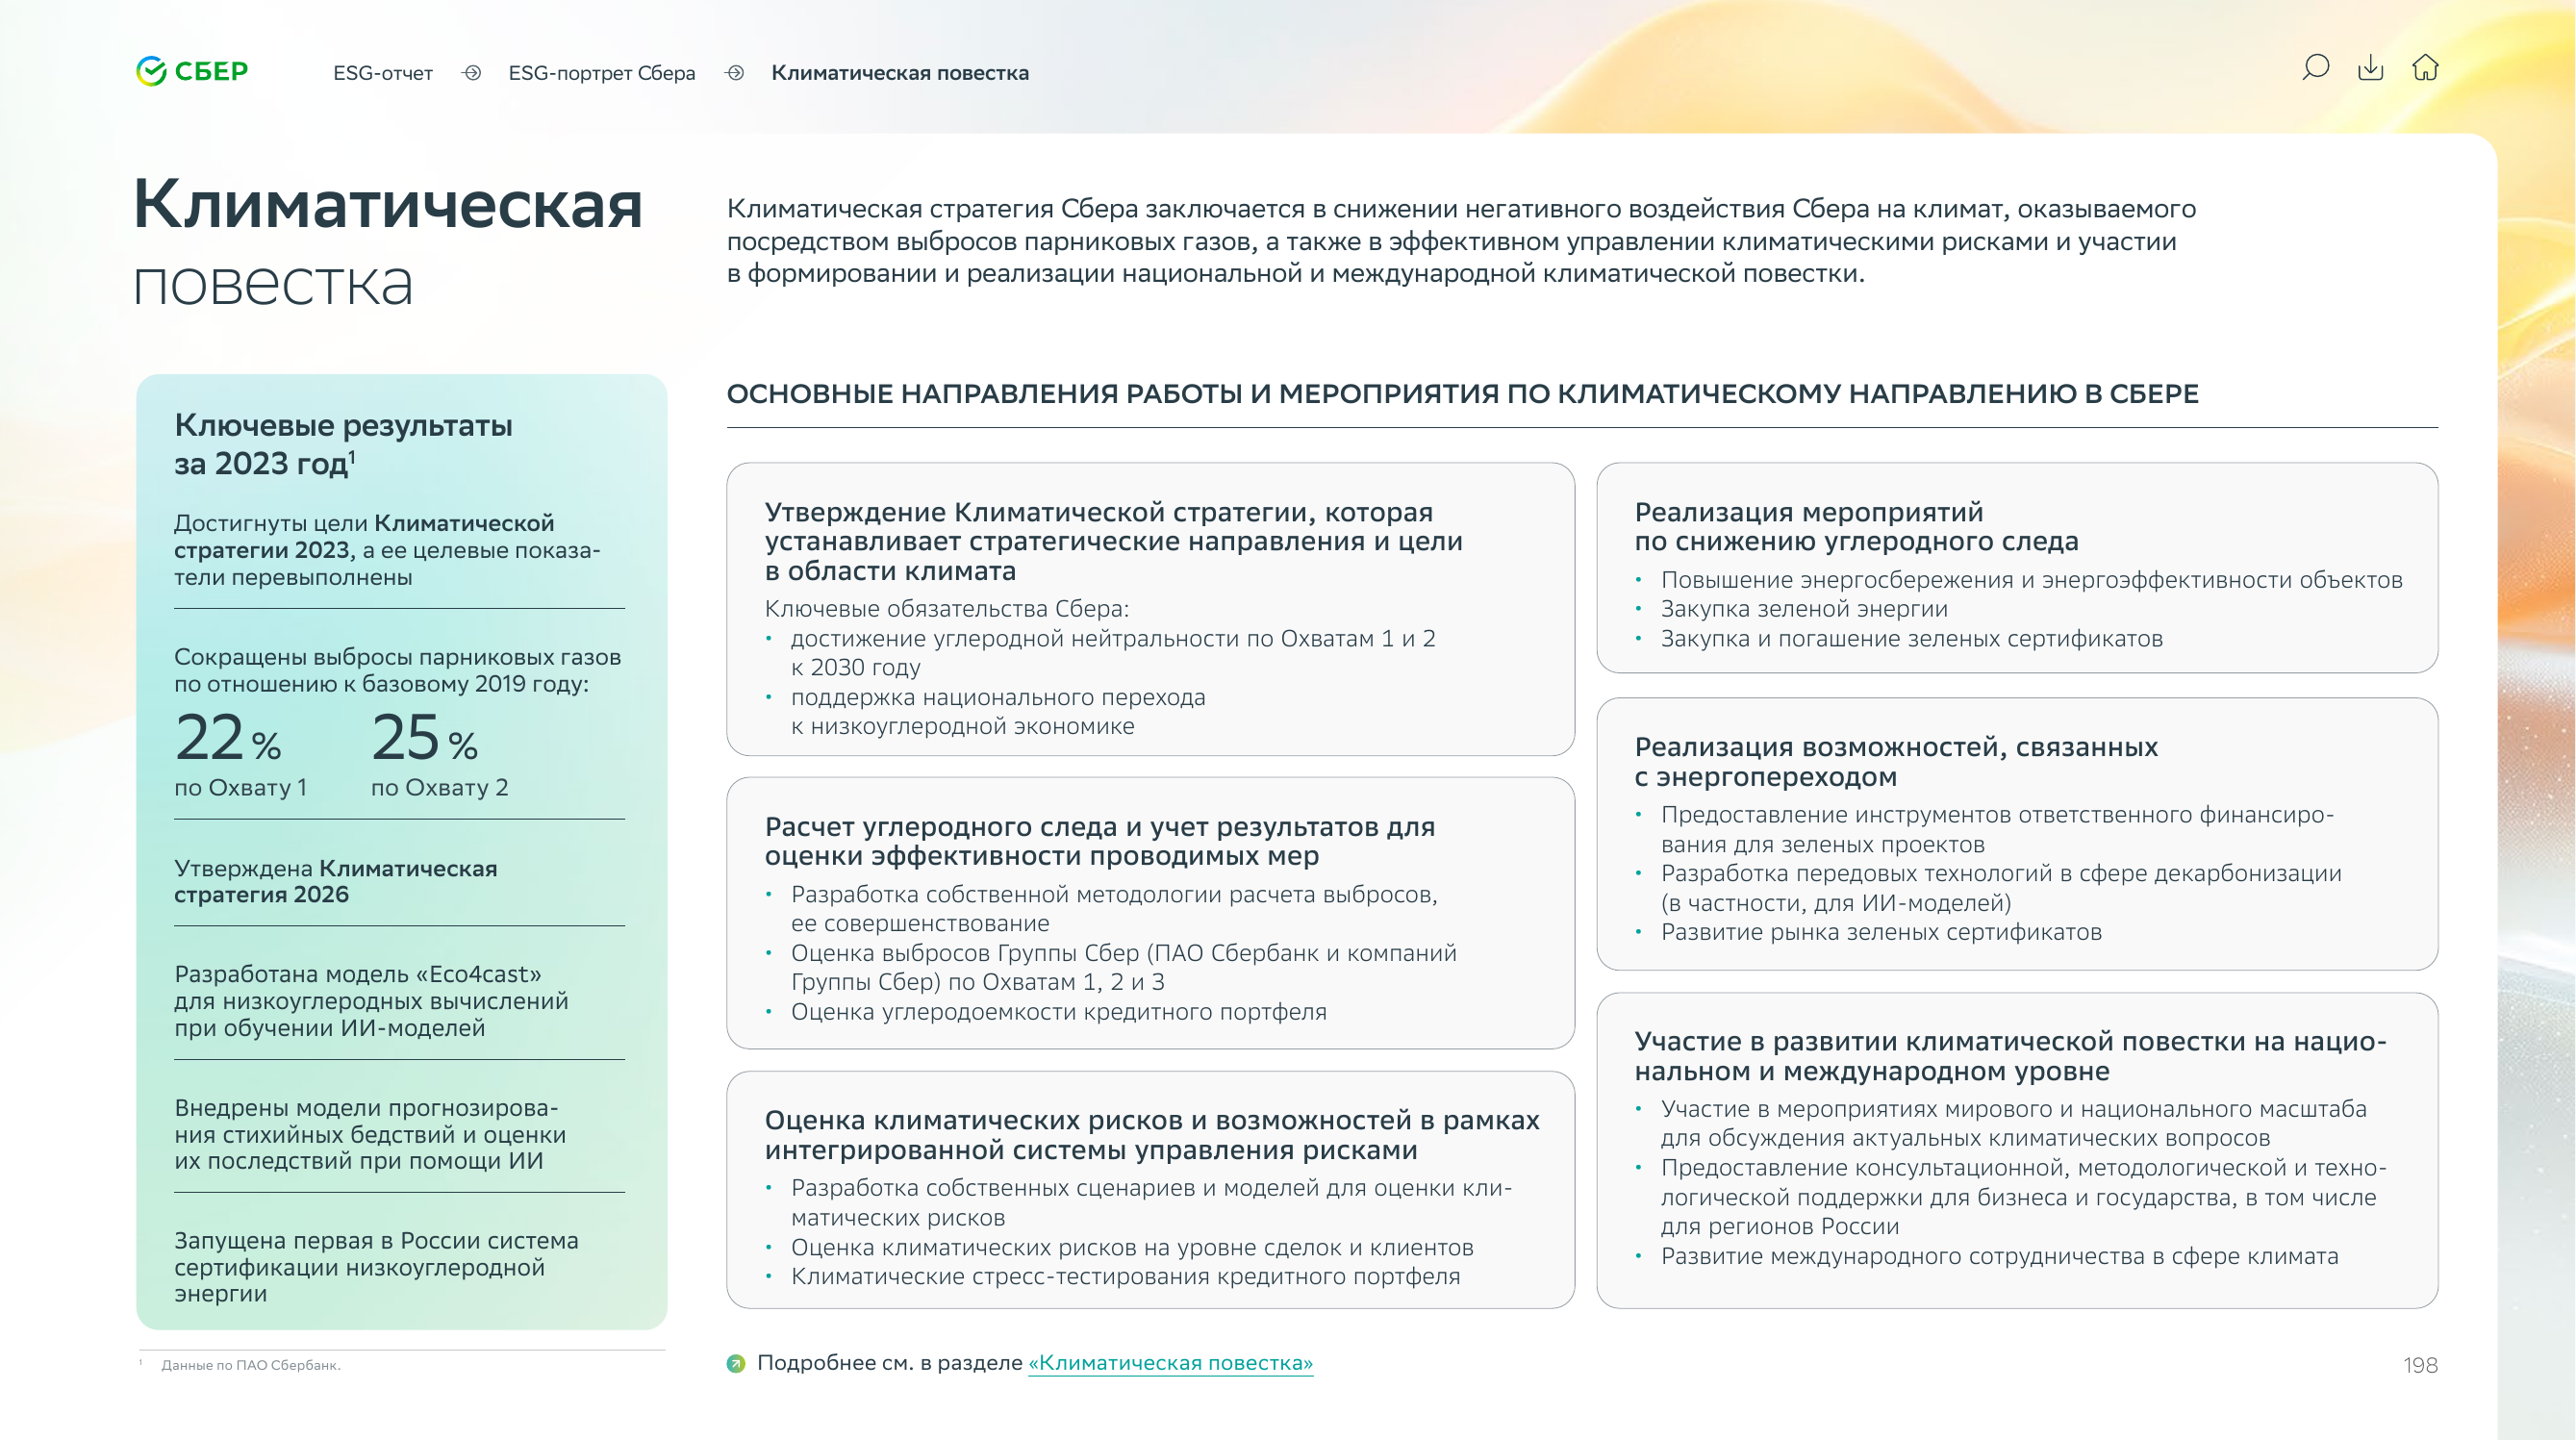 СБЕР
ESG-отчет
ESG-портрет Сбера
Климатическая повестка
Климатическая
повестка
Климатическая стратегия Сбера заключается в снижении негативного воздействия Сбера на климат, оказываемого
посредством выбросов парниковых газов, а также в эффективном управлении климатическими рисками и участии
в формировании и реализации национальной и международной климатической повестки.
Ключевые результаты
за 2023 год¹
Достигнуты цели Климатической
стратегии 2023, а ее целевые показа-
тели перевыполнены
Сокращены выбросы парниковых газов
по отношению к базовому 2019 году:
22 % 25 %
по Охвату 1 по Охвату 2
Утверждена Климатическая
стратегия 2026
Разработана модель «Eco4cast»
для низкоуглеродных вычислений
при обучении ИИ-моделей
Внедрены модели прогнозирова-
ния стихийных бедствий и оценки
их последствий при помощи ИИ
Запущена первая в России система
сертификации низкоуглеродной
энергии
¹ Данные по ПАО Сбербанк.
ОСНОВНЫЕ НАПРАВЛЕНИЯ РАБОТЫ И МЕРОПРИЯТИЯ ПО КЛИМАТИЧЕСКОМУ НАПРАВЛЕНИЮ В СБЕРЕ
Утверждение Климатической стратегии, которая
устанавливает стратегические направления и цели
в области климата
Ключевые обязательства Сбера:
• достижение углеродной нейтральности по Охватам 1 и 2
к 2030 году
• поддержка национального перехода
к низкоуглеродной экономике
Расчет углеродного следа и учет результатов для
оценки эффективности проводимых мер
• Разработка собственной методологии расчета выбросов,
ее совершенствование
• Оценка выбросов Группы Сбер (ПАО Сбербанк и компаний
Группы Сбер) по Охватам 1, 2 и 3
• Оценка углеродоемкости кредитного портфеля
Оценка климатических рисков и возможностей в рамках
интегрированной системы управления рисками
• Разработка собственных сценариев и моделей для оценки кли-
матических рисков
• Оценка климатических рисков на уровне сделок и клиентов
• Климатические стресс-тестирования кредитного портфеля
Реализация мероприятий
по снижению углеродного следа
• Повышение энергосбережения и энергоэффективности объектов
• Закупка зеленой энергии
• Закупка и погашение зеленых сертификатов
Реализация возможностей, связанных
с энергопереходом
• Предоставление инструментов ответственного финансиро-
вания для зеленых проектов
• Разработка передовых технологий в сфере декарбонизации
(в частности, для ИИ-моделей)
• Развитие рынка зеленых сертификатов
Участие в развитии климатической повестки на нацио-
нальном и международном уровне
• Участие в мероприятиях мирового и национального масштаба
для обсуждения актуальных климатических вопросов
• Предоставление консультационной, методологической и техно-
логической поддержки для бизнеса и государства, в том числе
для регионов России
• Развитие международного сотрудничества в сфере климата
Подробнее см. в разделе «Климатическая повестка»
198